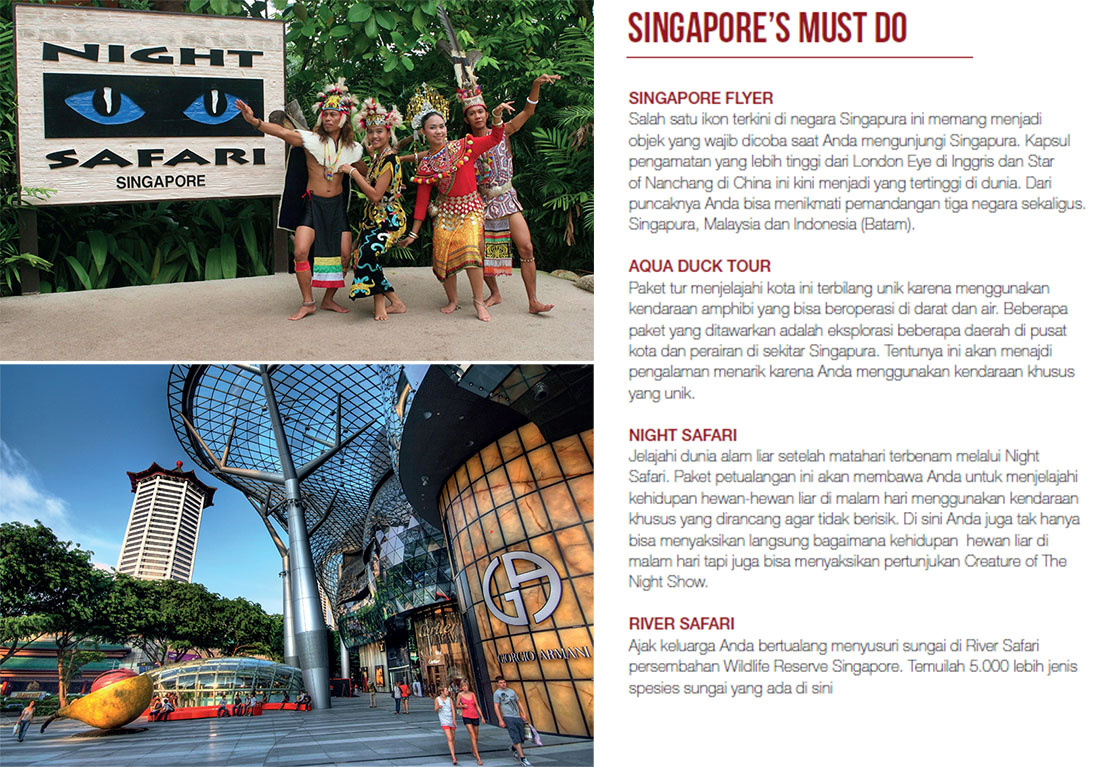 NIGHT
SAFARI
SINGAPORE
GA
GIORGIO ARMANI
SINGAPORE'S MUST DO
SINGAPORE FLYER
Salah satu ikon terkini di negara Singapura ini memang menjadi
objek yang wajib dicoba saat Anda mengunjungi Singapura. Kapsul
pengamatan yang lebih tinggi dari London Eye di Inggris dan Star
of Nanchang di China ini kini menjadi yang tertinggi di dunia. Dari
puncaknya Anda bisa menikmati pemandangan tiga negara sekaligus.
Singapura, Malaysia dan Indonesia (Batam).
AQUA DUCK TOUR
Paket tur menjelajahi kota ini terbilang unik karena menggunakan
kendaraan amphibi yang bisa beroperasi di darat dan air. Beberapa
paket yang ditawarkan adalah eksplorasi beberapa daerah di pusat
kota dan perairan di sekitar Singapura. Tentunya ini akan menajdi
pengalaman menarik karena Anda menggunakan kendaraan khusus
yang unik.
NIGHT SAFARI
Jelajahi dunia alam liar setelah matahari terbenam melalui Night
Safari. Paket petualangan ini akan membawa Anda untuk menjelajahi
kehidupan hewan-hewan liar di malam hari menggunakan kendaraan
khusus yang dirancang agar tidak berisik. Di sini Anda juga tak hanya
bisa menyaksikan langsung bagaimana kehidupan hewan liar di
malam hari tapi juga bisa menyaksikan pertunjukan Creature of The
Night Show.
RIVER SAFARI
Ajak keluarga Anda bertualang menyusuri sungai di River Safari
persembahan Wildlife Reserve Singapore. Temuilah 5.000 lebih jenis
spesies sungai yang ada di sini